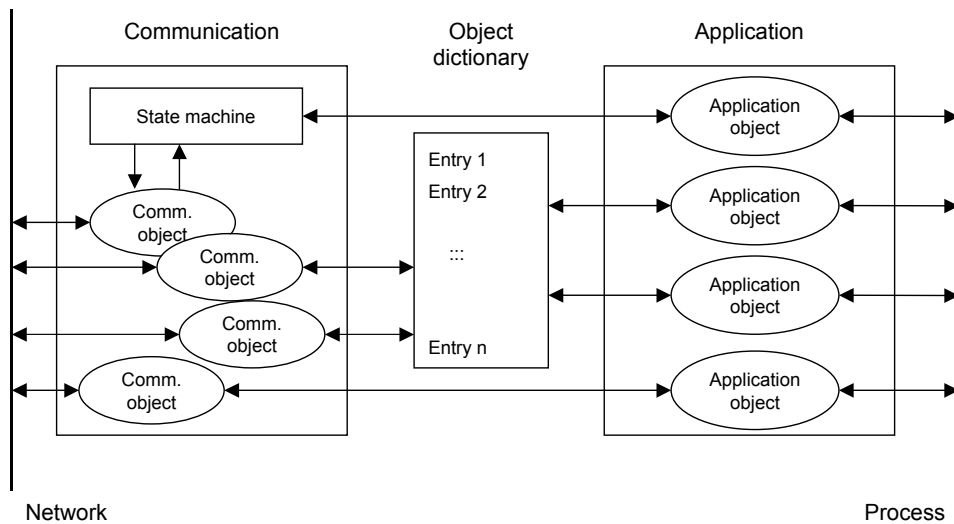 Communication
Object
dictionary
Application
State machine
Application
object
Entry 1
Entry 2
:::
Entry n
Comm.
object
Comm.
object
Comm.
object
Comm.
object
Application
object
Application
object
Application
object
Network
Process